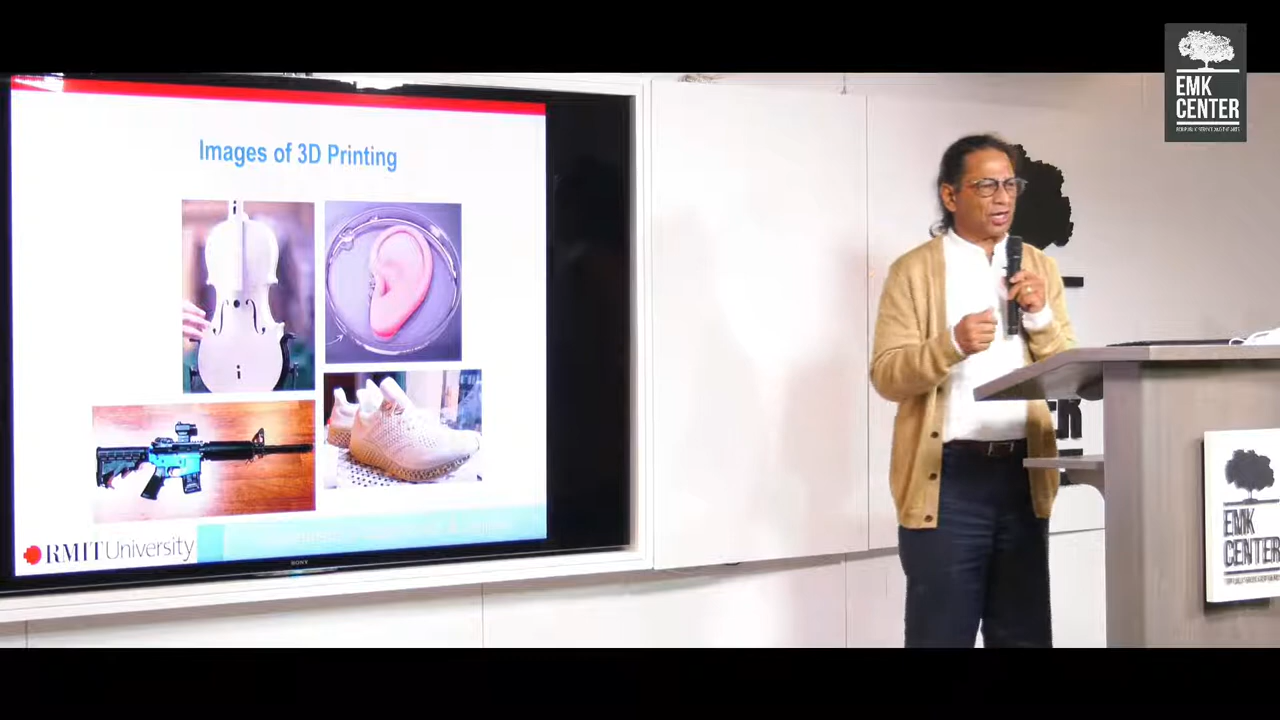 Images of 3D Printing
RMIT University
SONY
EMK
CENTER
EMK
CENTER